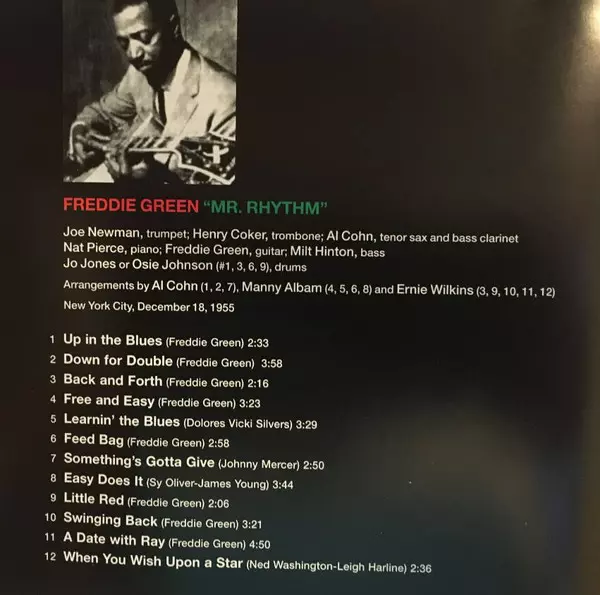 FREDDIE GREEN “MR. RHYTHM”
Joe Newman, trumpet; Henry Coker, trombone; Al Cohn, tenor sax and bass clarinet
Nat Pierce, piano; Freddie Green, guitar; Milt Hinton, bass
Jo Jones or Osie Johnson (#1, 3, 6, 9), drums
Arrangements by Al Cohn (1, 2, 7), Manny Albam (4, 5, 6, 8) and Ernie Wilkins (3, 9, 10, 11, 12)
New York City, December 18, 1955
1 Up in the Blues (Freddie Green) 2:33
2 Down for Double (Freddie Green) 3:58
3 Back and Forth (Freddie Green) 2:16
4 Free and Easy (Freddie Green) 3:23
5 Learnin’ the Blues (Dolores Vicki Silvers) 3:29
6 Feed Bag (Freddie Green) 2:58
7 Something’s Gotta Give (Johnny Mercer) 2:50
8 Easy Does It (Sy Oliver-James Young) 3:44
9 Little Red (Freddie Green) 2:06
10 Swinging Back (Freddie Green) 3:21
11 A Date with Ray (Freddie Green) 4:50
12 When You Wish Upon a Star (Ned Washington-Leigh Harline) 2:36